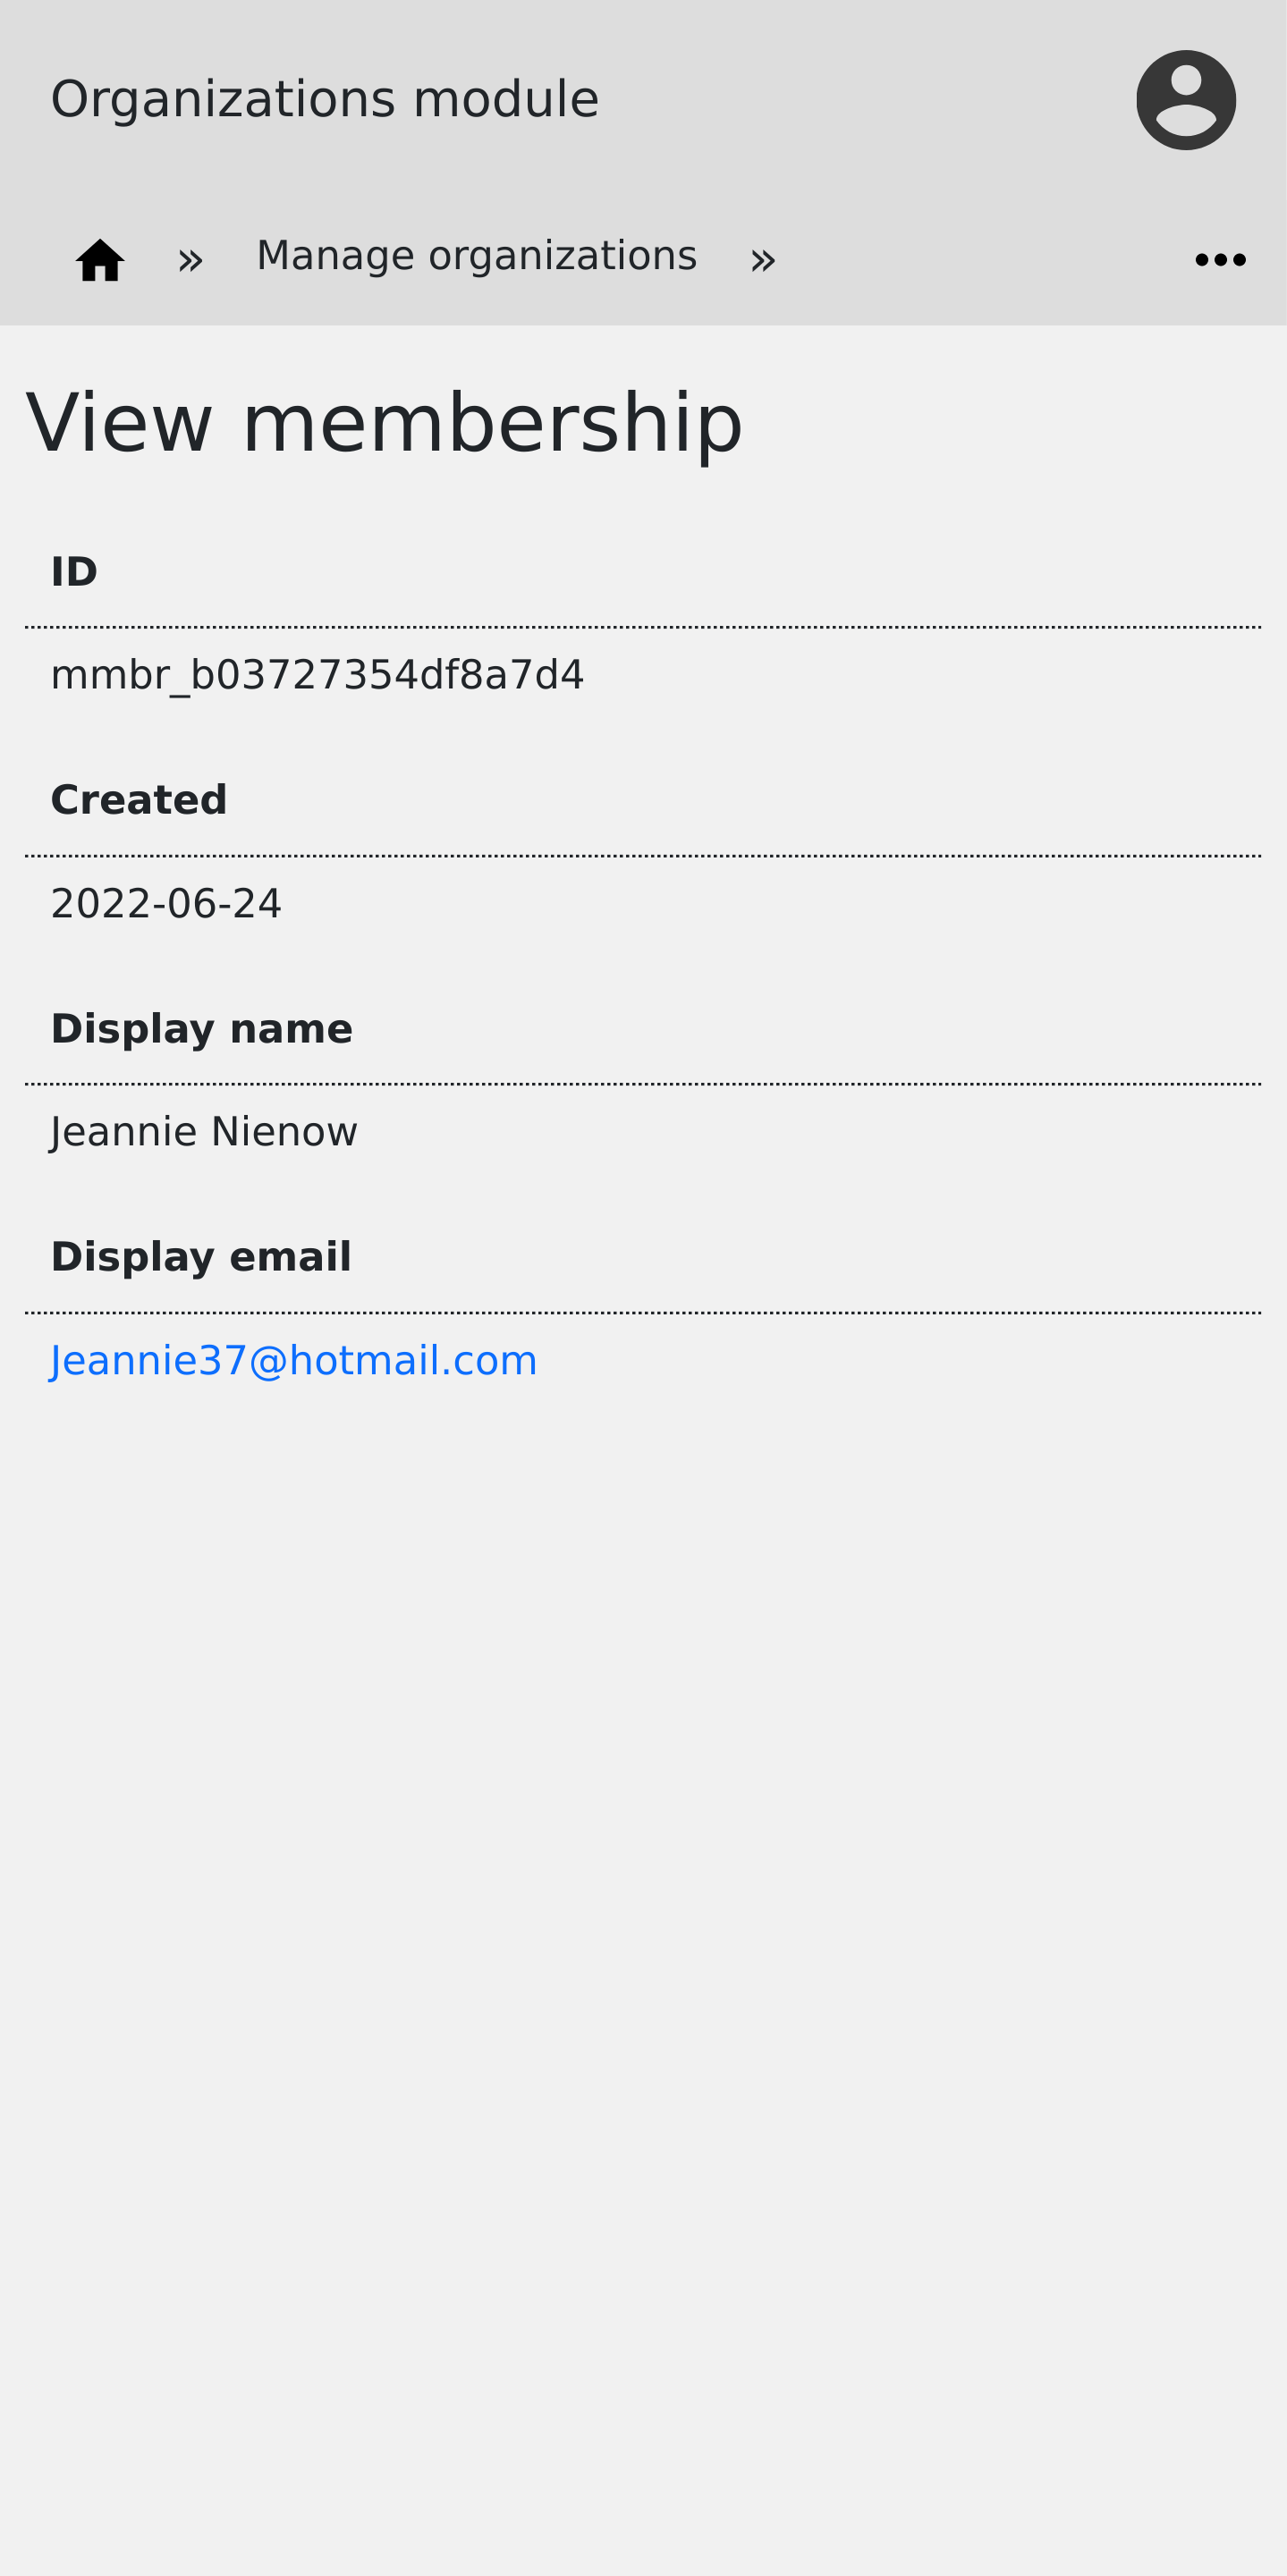 Organizations module
» Manage organizations »
View membership
ID
mmbr_b03727354df8a7d4
Created
2022-06-24
Display name
Jeannie Nienow
Display email
Jeannie37@hotmail.com